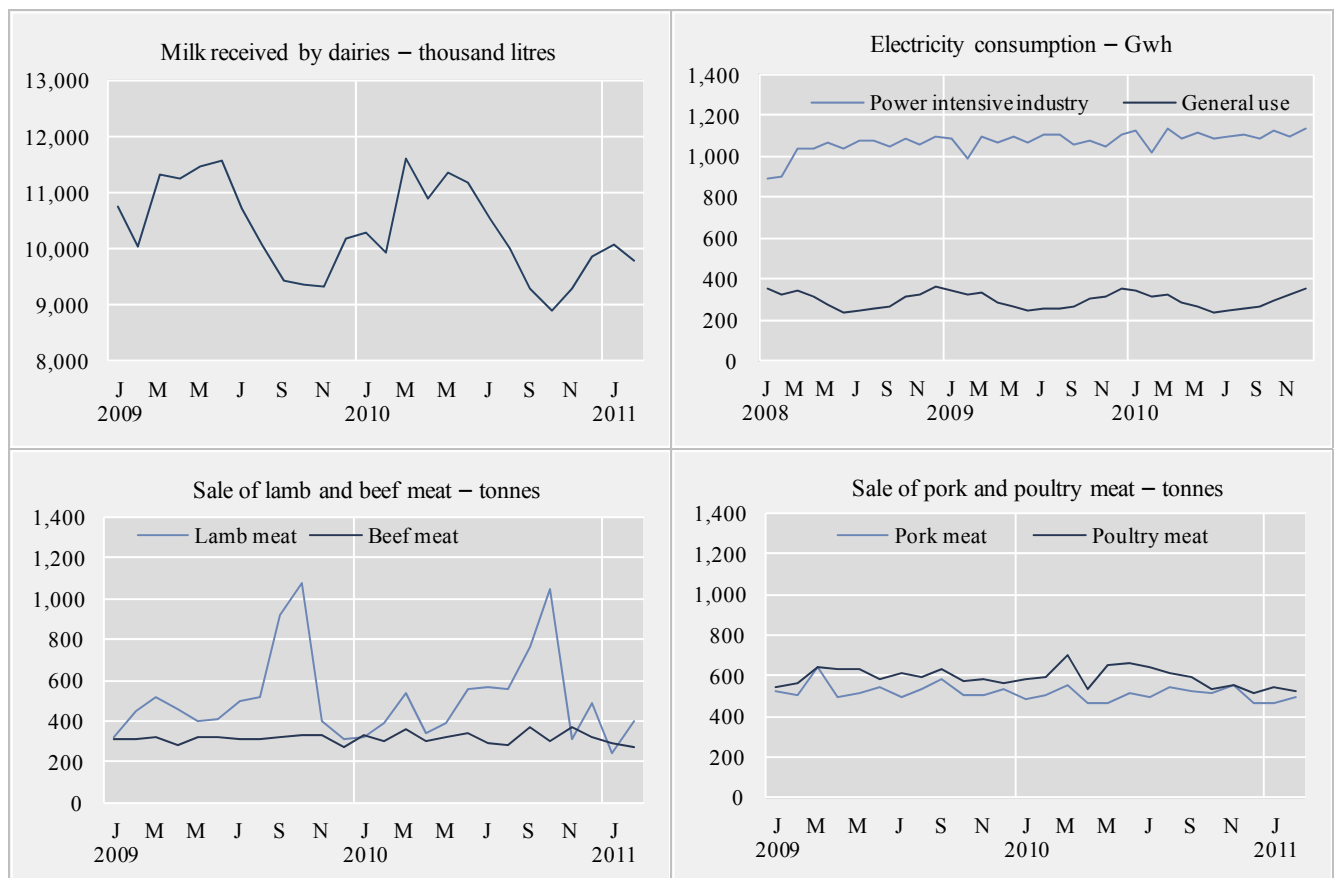 Milk received by dairies – thousand litres
13,000
12,000
11,000
10,000
9,000
8,000
J M M J S N J M M J S N J
2009 2010 2011
Electricity consumption – Gwh
1,400
1,200
1,000
800
600
400
200
0
Power intensive industry General use
J M M J S N J M M J S N J M M J S N
2008 2009 2010
Sale of lamb and beef meat – tonnes
1,400
1,200
1,000
800
600
400
200
0
Lamb meat Beef meat
J M M J S N J M M J S N J
2009 2010 2011
Sale of pork and poultry meat – tonnes
1,400
1,200
1,000
800
600
400
200
0
Pork meat Poultry meat
J M M J S N J M M J S N J
2009 2010 2011